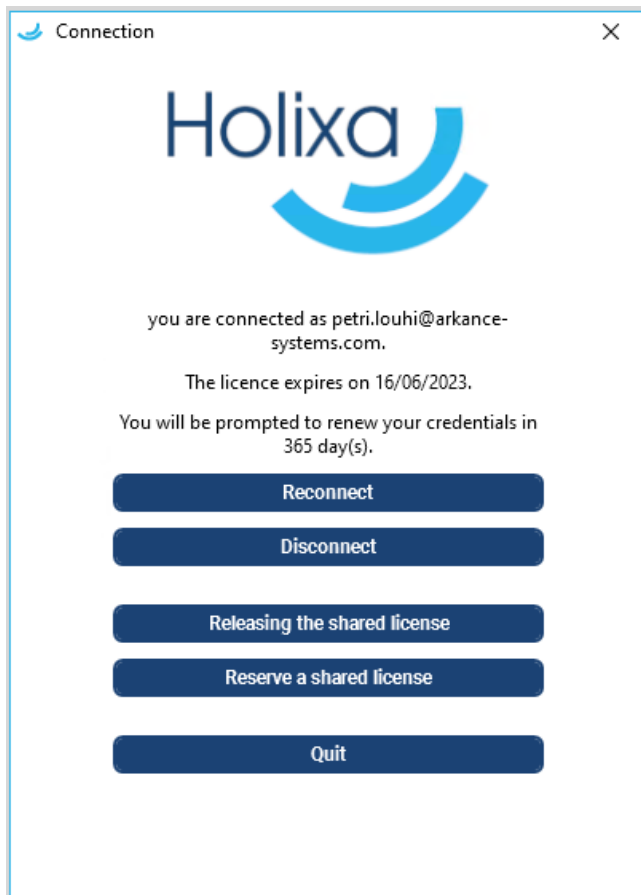 Connection
Holixa
you are connected as petri.louhi@arkance-
systems.com.
The licence expires on 16/06/2023.
You will be prompted to renew your credentials in
365 day(s).
Reconnect
Disconnect
Releasing the shared license
Reserve a shared license
Quit